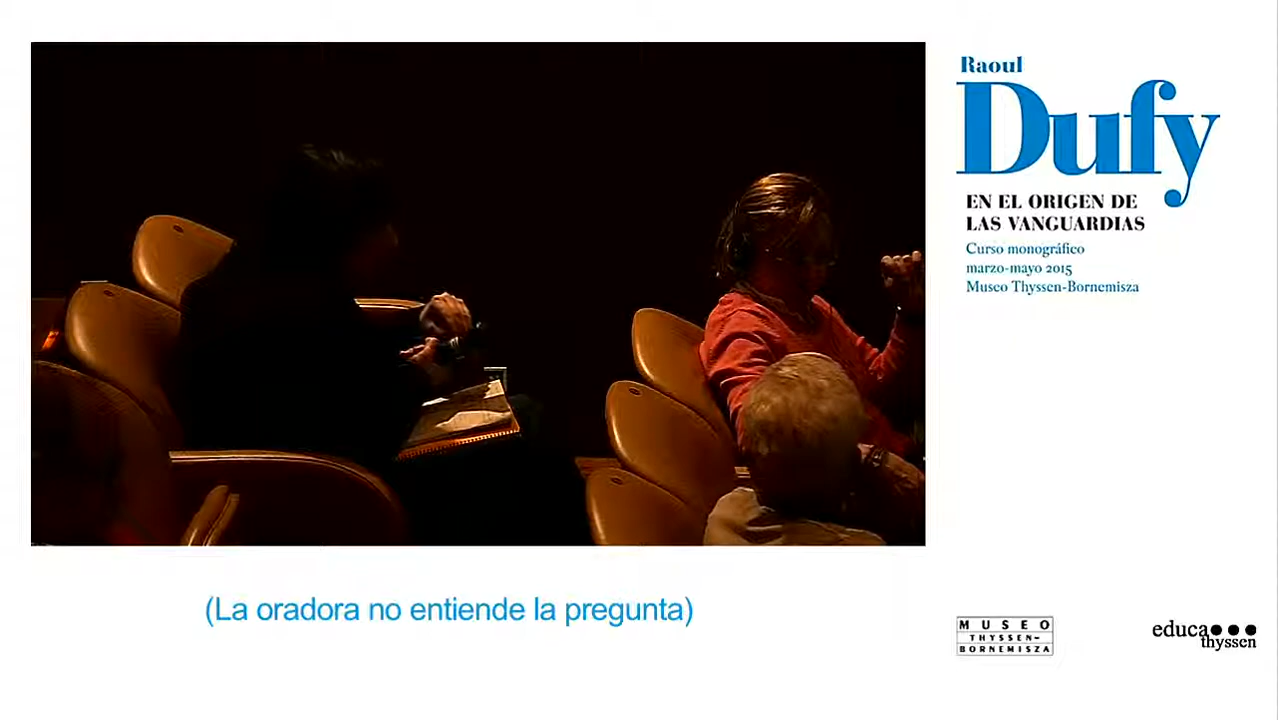 Raoul
Dufy
EN EL ORIGEN DE
LAS VANGUARDIAS
Curso monográfico
marzo-mayo 2015
Museo Thyssen-Bornemisza
(La oradora no entiende la pregunta)
MUSEO
THYSSEN-
BORNEMISZA
educa
thyssen